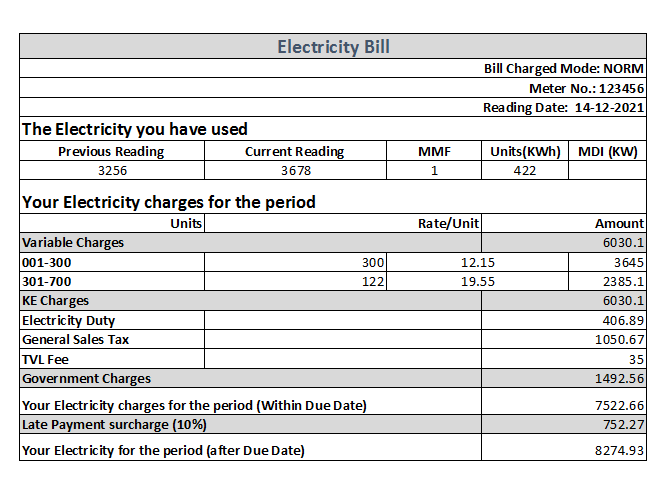 Electricity Bill
Bill Charged Mode: NORM
Meter No.: 123456
Reading Date: 14-12-2021
The Electricity you have used
Previous Reading Current Reading MMF Units(KWh) MDI (KW)
3256 3678 1 422
Your Electricity charges for the period
Units Rate/Unit Amount
Variable Charges 6030.1
001-300 300 12.15 3645
301-700 122 19.55 2385.1
KE Charges 6030.1
Electricity Duty 406.89
General Sales Tax 1050.67
TVL Fee 35
Government Charges 1492.56
Your Electricity charges for the period (Within Due Date) 7522.66
Late Payment surcharge (10%) 752.27
Your Electricity for the period (after Due Date) 8274.93